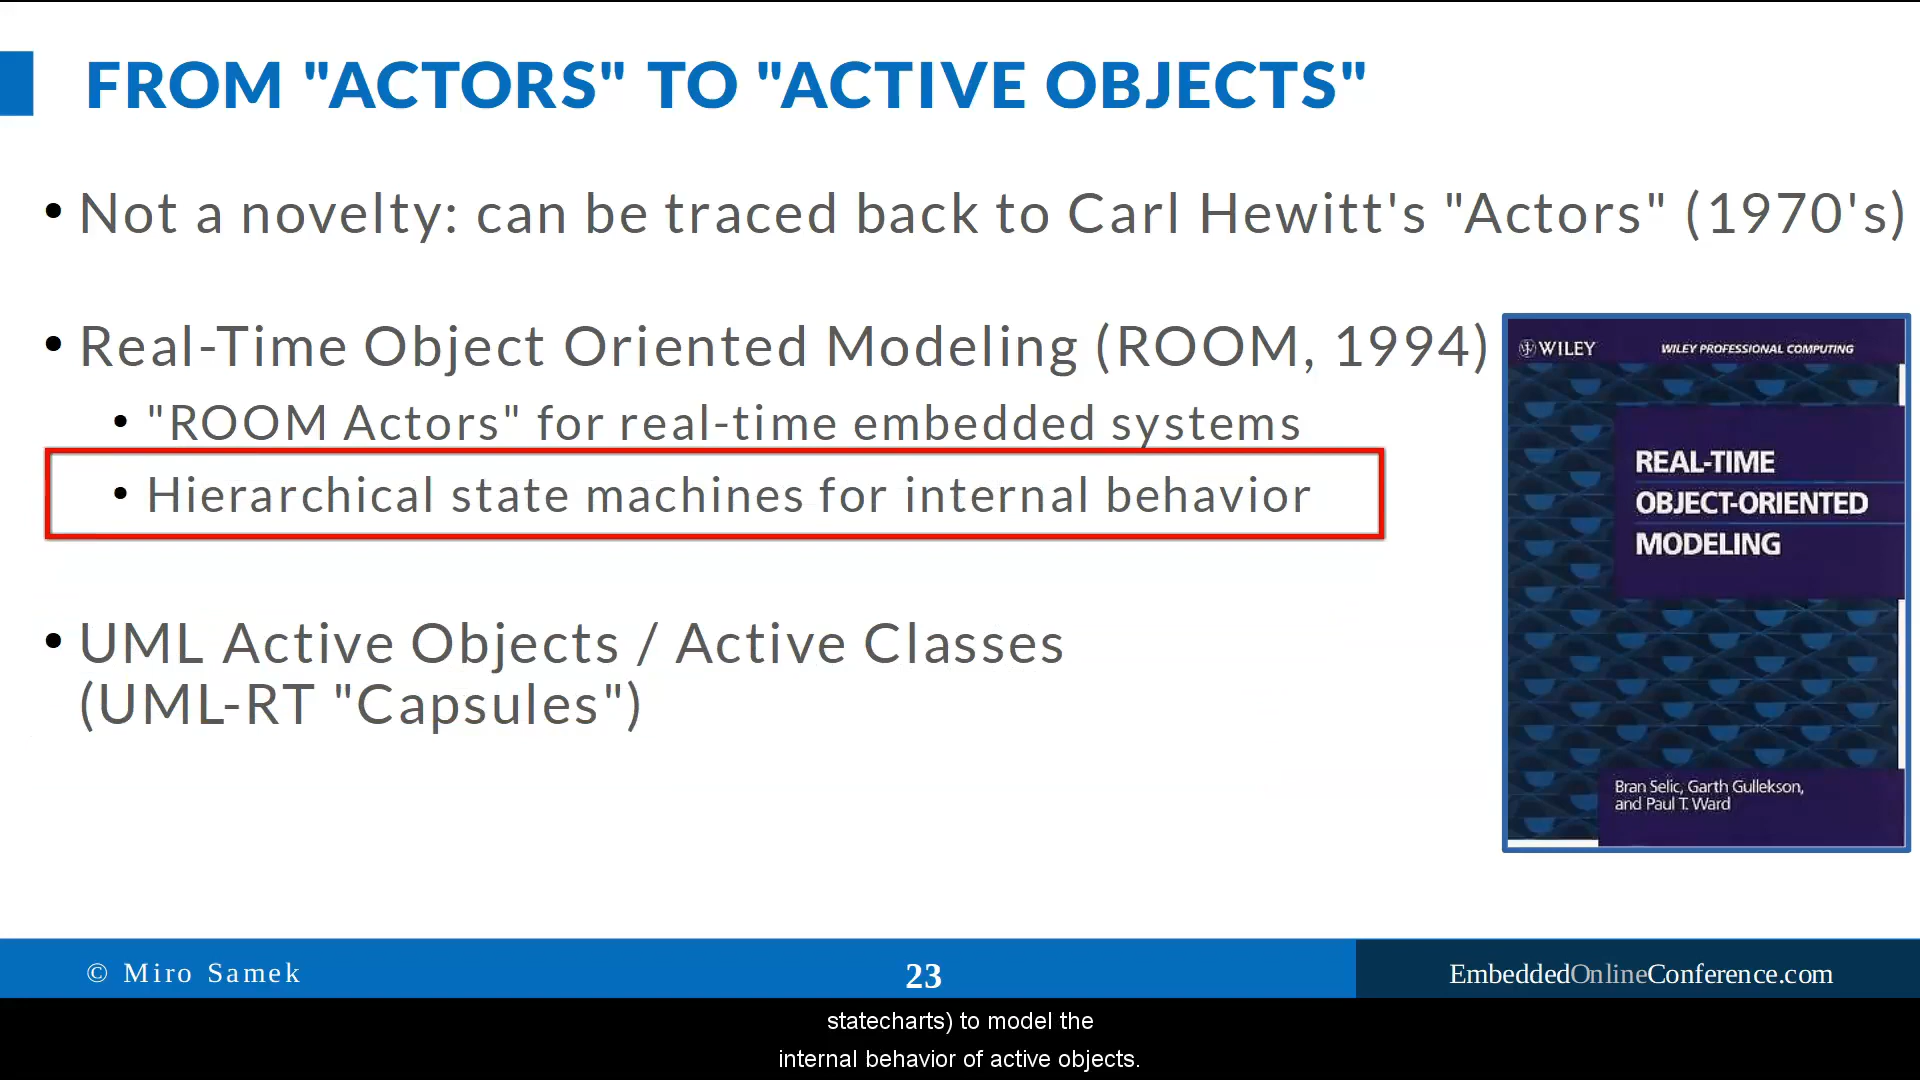 FROM "ACTORS" TO "ACTIVE OBJECTS"
• Not a novelty: can be traced back to Carl Hewitt's "Actors" (1970's)
• Real-Time Object Oriented Modeling (ROOM, 1994)
• "ROOM Actors" for real-time embedded systems
• Hierarchical state machines for internal behavior
• UML Active Objects / Active Classes
(UML-RT "Capsules")
WILEY WILEY PROFESSIONAL COMPUTING
REAL-TIME
OBJECT-ORIENTED
MODELING
Bran Selic, Garth Gullekson,
and Paul T. Ward
© Miro Samek
23
EmbeddedOnlineConference.com
statecharts) to model the
internal behavior of active objects.